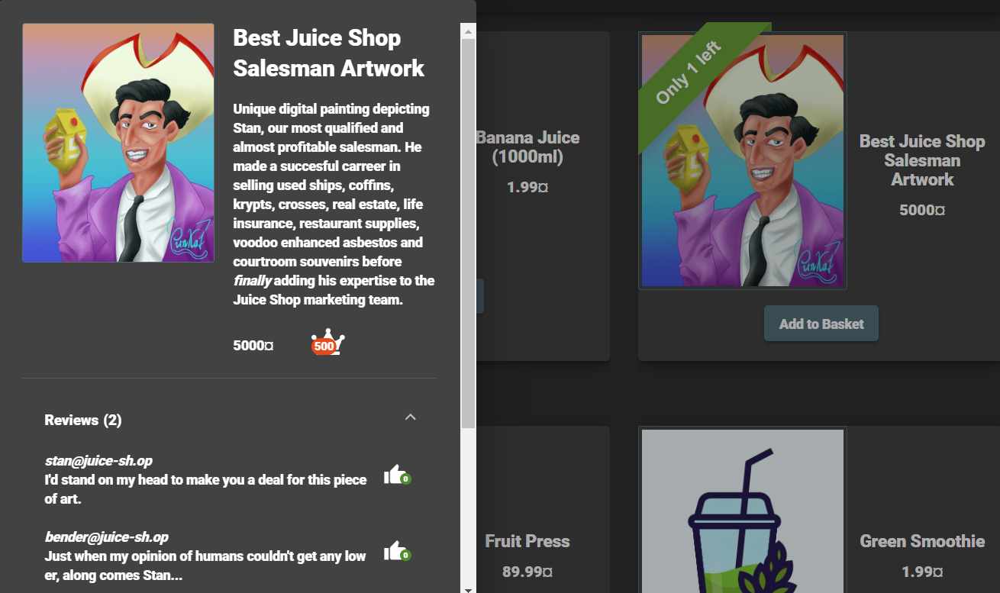 Best Juice Shop
Salesman Artwork
Unique digital painting depicting
Stan, our most qualified and
almost profitable salesman. He
made a succesful carreer in
selling used ships, coffins,
krypts, crosses, real estate, life
insurance, restaurant supplies,
voodoo enhanced asbestos and
courtroom souvenirs before
finally adding his expertise to the
Juice Shop marketing team.
5000¤
500
Reviews (2)
stan@juice-sh.op
I'd stand on my head to make you a deal for this piece
of art.
0
bender@juice-sh.op
Just when my opinion of humans couldn't get any low
er, along comes Stan...
0
Banana Juice
(1000ml)
1.99¤
Only 1 left
Best Juice Shop
Salesman
Artwork
5000¤
Add to Basket
Fruit Press
89.99¤
Green Smoothie
1.99¤